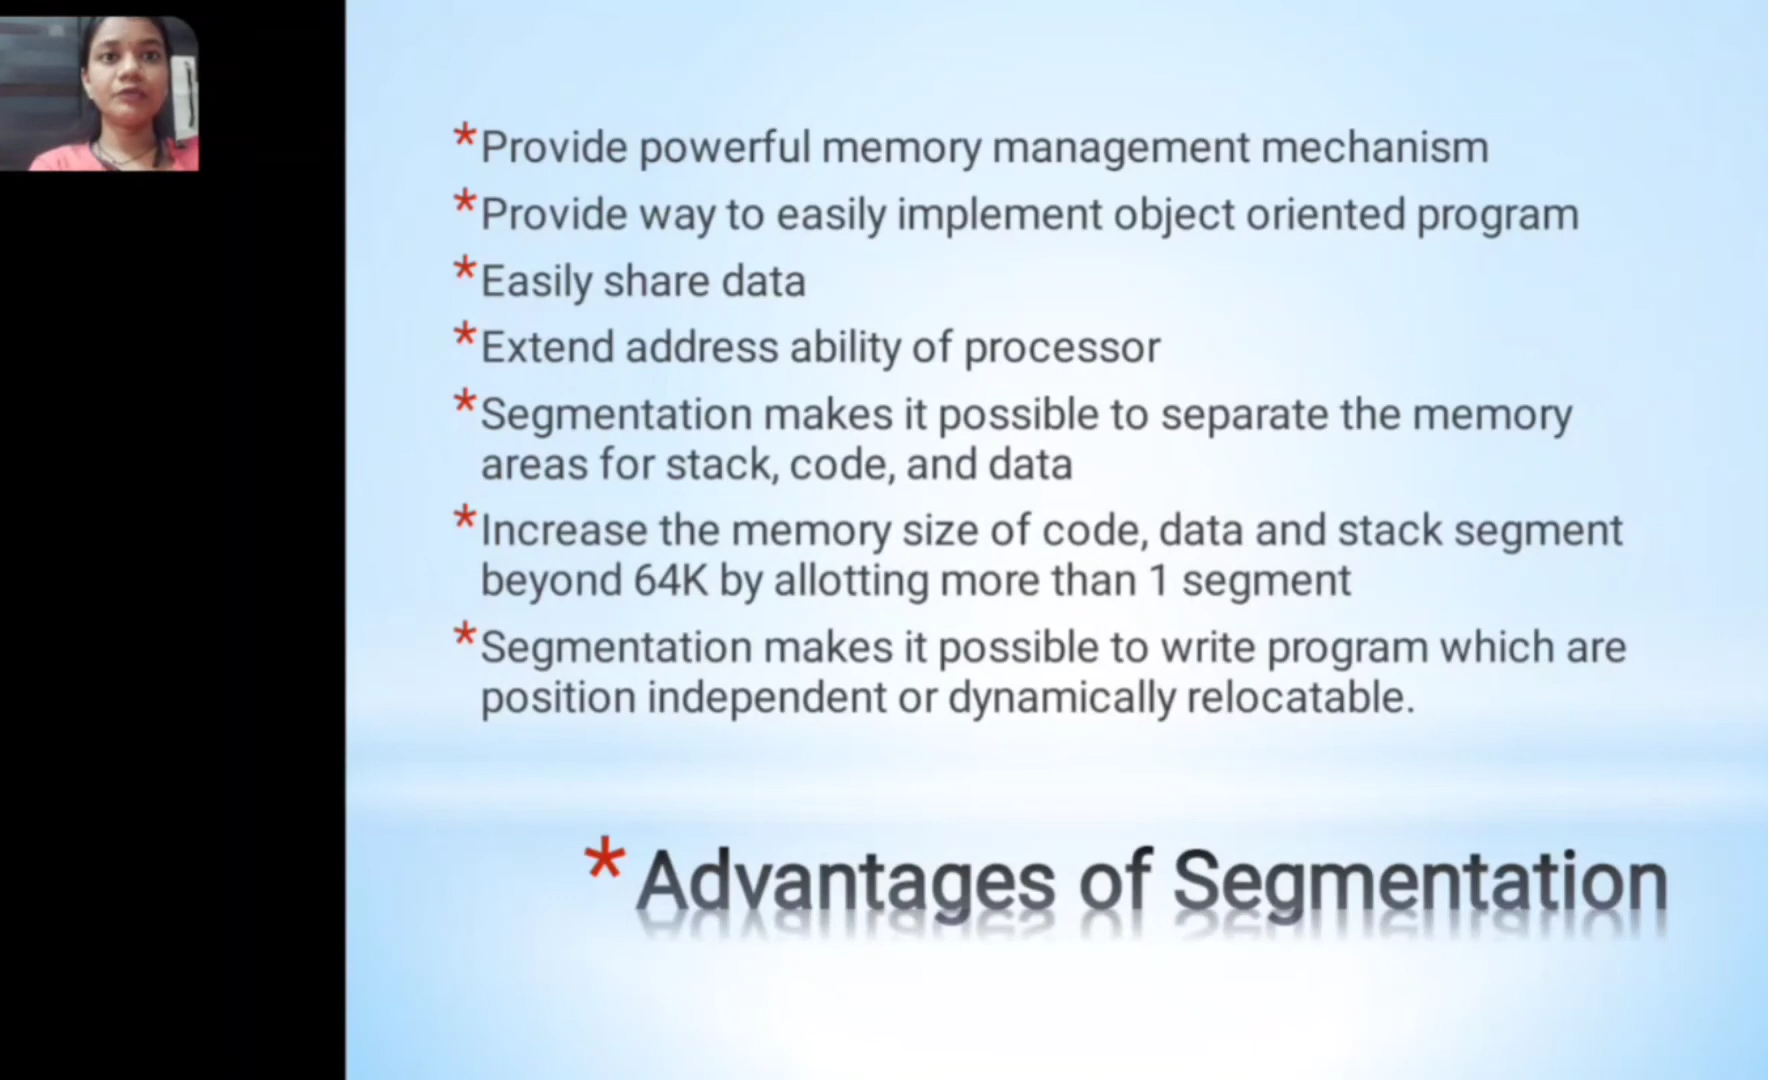 *Provide powerful memory management mechanism
*Provide way to easily implement object oriented program
*Easily share data
*Extend address ability of processor
*Segmentation makes it possible to separate the memory
areas for stack, code, and data
*Increase the memory size of code, data and stack segment
beyond 64K by allotting more than 1 segment
*Segmentation makes it possible to write program which are
position independent or dynamically relocatable.
*Advantages of Segmentation